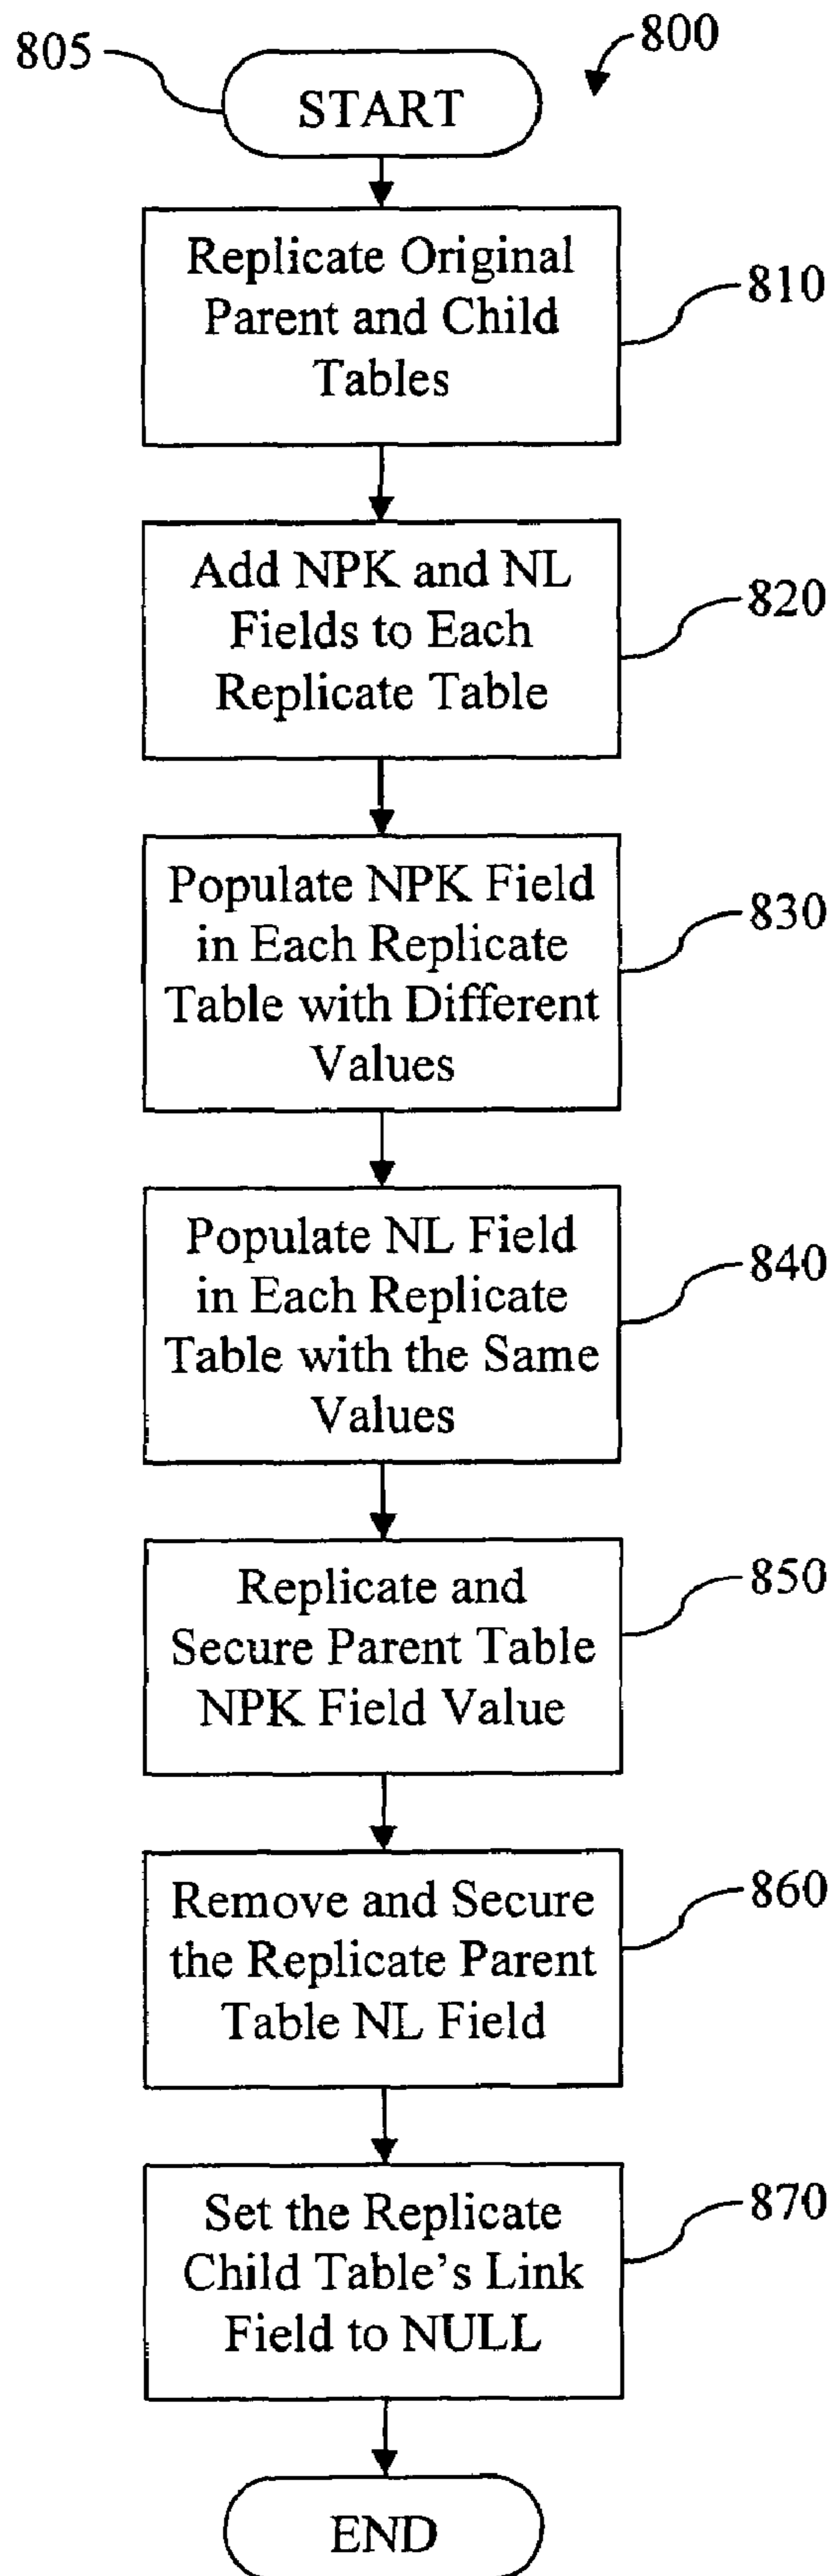 805
START
800
Replicate Original
Parent and Child
Tables
810
Add NPK and NL
Fields to Each
Replicate Table
820
Populate NPK Field
in Each Replicate
Table with Different
Values
830
Populate NL Field
in Each Replicate
Table with the Same
Values
840
Replicate and
Secure Parent Table
NPK Field Value
850
Remove and Secure
the Replicate Parent
Table NL Field
860
Set the Replicate
Child Table's Link
Field to NULL
870
END